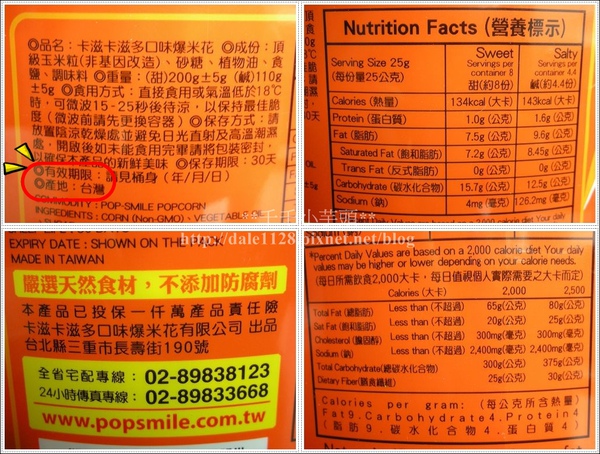 ◎品名：卡滋卡滋多口味爆米花 ◎成份：頂
級玉米粒(非基因改造)、砂糖、植物油、食
鹽、調味料 ◎重量：(甜)200g±5g (鹹)110g
±5g ◎食用方式：直接食用或氣溫低於18℃
時，可微波15-25秒後待涼，以保持最佳脆
度(微波前請先更換容器) ◎保存方式：請
放置陰涼乾燥處並避免日光直射及高溫潮濕
處，開啟後如未能食用完畢請將包裝密封，
以確保本產品的新鮮美味 ◎保存期限：30天
◎有效期限：請見桶身（年/月/日）
◎產地：台灣
COMMODITY : POP-SMILE POPCORN
INGREDIENTS : CORN (Non-GMO)、VEGETABLE
Nutrition Facts (營養標示)
Serving Size 25g
(每份量25公克)
Sweet Salty
Servings per container 8 Servings per container 4.4
甜(約8份) 鹹(約4.4份)
Calories (熱量) 134kcal (大卡) 143kcal (大卡)
Protein (蛋白質) 1.0g (公克) 1.6g (公克)
Fat (脂肪) 7.5g (公克) 9.6g (公克)
Saturated Fat (飽和脂肪) 7.2g (公克) 8.4g (公克)
Trans Fat (反式脂肪) 0g (公克) 0g (公克)
Carbohydrate (碳水化合物) 15.7g (公克) 12.5g (公克)
Sodium (鈉) 4mg (毫克) 126.2mg (毫克)
**千千小芋頭**
http://dale1128.pixnet.net/blog
EXPIRY DATE : SHOWN ON THE
MADE IN TAIWAN
嚴選天然食材，不添加防腐劑
本產品已投保一仟萬產品責任險
卡滋卡滋多口味爆米花有限公司 出品
台北縣三重市長壽街190號
全省宅配專線： 02-89838123
24小時傳真專線： 02-89833668
www.popsmile.com.tw
*Percent Daily Values are based on a 2,000 calorie diet Your daily
values may be higher or lower depending on your calorie needs.
(每日所需飲食2,000大卡，每日值視個人實際需要之大卡而定)
Calories (大卡) 2,000 2,500
Total Fat (總脂肪) Less than (不超過) 65g(公克) 80g(公克)
Sat Fat (飽和脂肪) Less than (不超過) 20g(公克) 25g(公克)
Cholesterol (膽固醇) Less than (不超過) 300mg(毫克) 300mg(毫克)
Sodium (鈉) Less than (不超過) 2,400mg(毫克) 2,400mg(毫克)
Total Carbohydrate(總碳水化合物) 300g(公克) 375g(公克)
Dietary Fiber(膳食纖維) 25g(公克) 30g(公克)
Calories per gram: (每公克所含熱量)
Fat 9. Carbohydrate 4. Protein 4
(脂肪 9 . 碳水化合物 4 . 蛋白質 4)